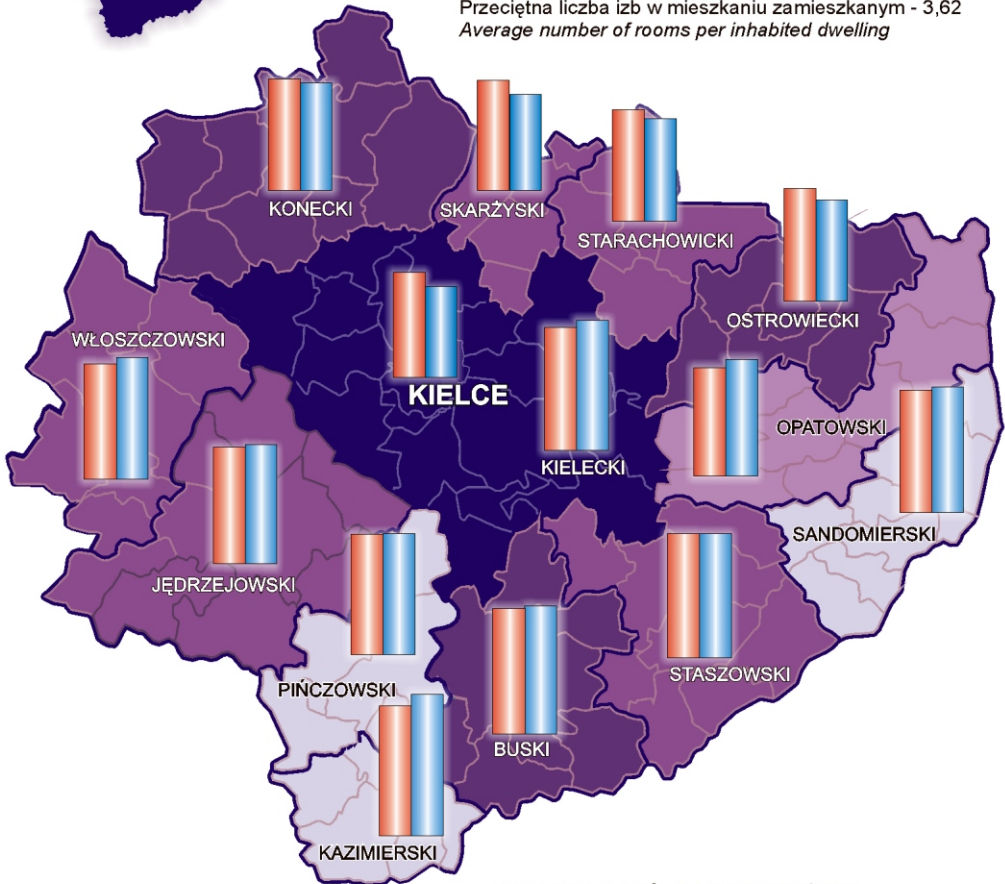 Przeciętna liczba izb w mieszkaniu zamieszkanym - 3,62
Average number of rooms per inhabited dwelling
KONECKI
SKARŻYSKI
STARACHOWICKI
OSTROWIECKI
WŁOSZCZOWSKI
KIELCE
OPATOWSKI
KIELECKI
SANDOMIERSKI
JĘDRZEJOWSKI
STASZOWSKI
PIŃCZOWSKI
BUSKI
KAZIMIERSKI